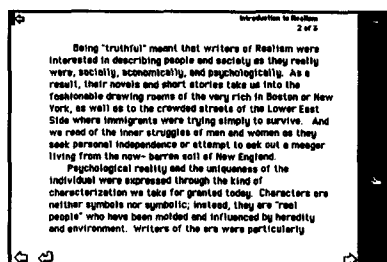 Introduction to Realism
2 of 3
Being "truthful" meant that writers of Realism were
interested in describing people and society as they really
were, socially, economically, and psychologically. As a
result, their novels and short stories take us into the
fashionable drawing rooms of the very rich in Boston or New
York, as well as to the crowded streets of the Lower East
Side where immigrants were trying simply to survive. And
we read of the inner struggles of men and women as they
seek personal independence or attempt to eek out a meager
living from the now- barren soil of New England.
Psychological reality and the uniqueness of the
individual were expressed through the kind of
characterization we take for granted today. Characters are
neither symbols nor symbolic; instead, they are "real
people" who have been molded and influenced by heredity
and environment. Writers of the era were particularly